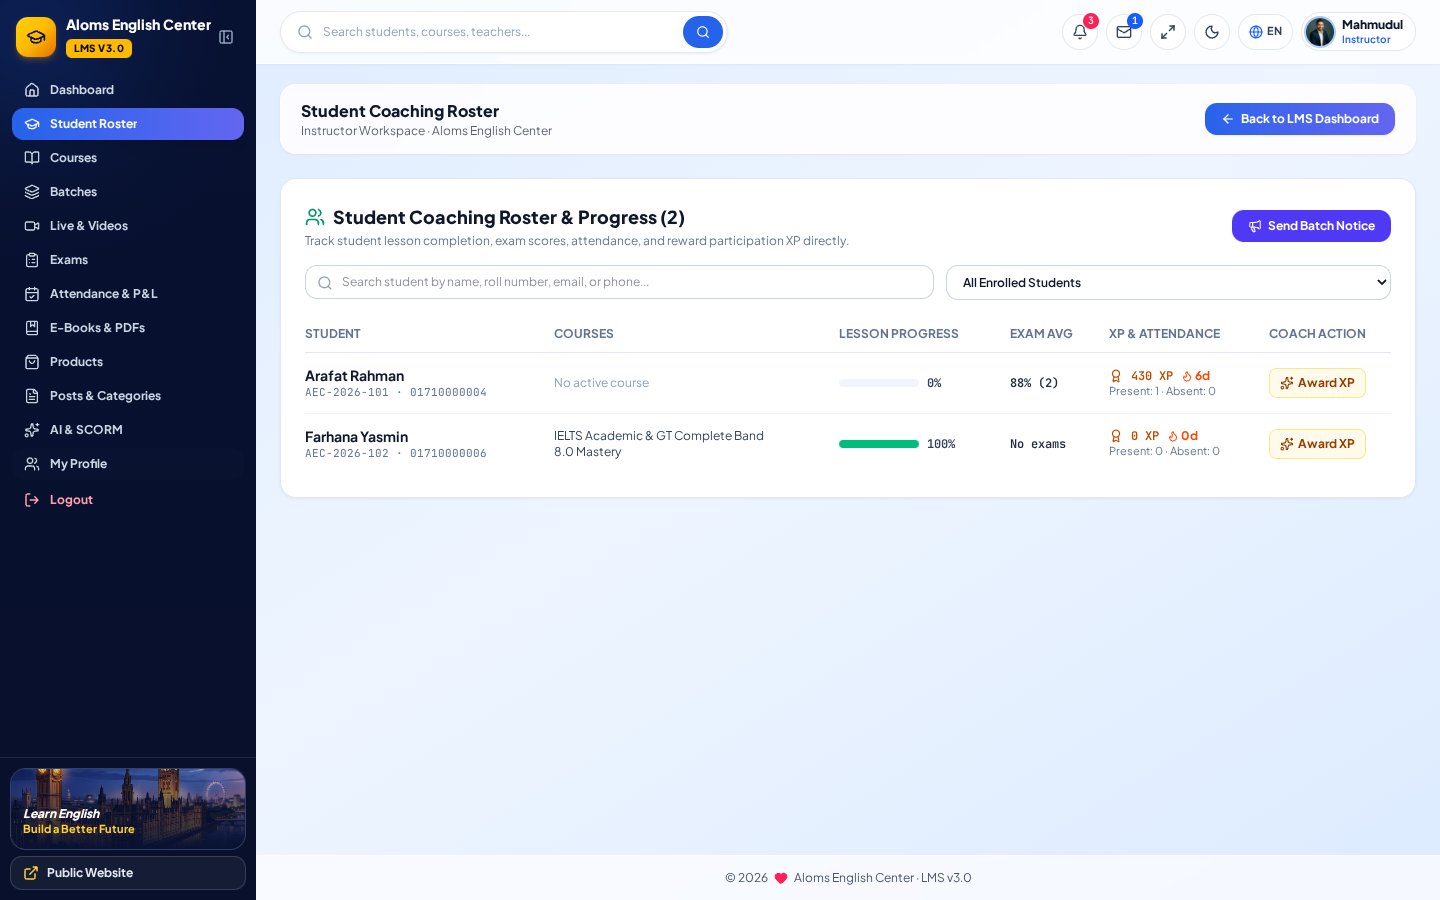 Aloms English Center
LMS V3.0
Dashboard
Student Roster
Courses
Batches
Live & Videos
Exams
Attendance & P&L
E-Books & PDFs
Products
Posts & Categories
AI & SCORM
My Profile
Logout
Learn English
Build a Better Future
Public Website
Search students, courses, teachers...
3
1
EN
Mahmudul
Instructor
Student Coaching Roster
Instructor Workspace · Aloms English Center
Back to LMS Dashboard
Student Coaching Roster & Progress (2)
Track student lesson completion, exam scores, attendance, and reward participation XP directly.
Send Batch Notice
Search student by name, roll number, email, or phone...
All Enrolled Students
STUDENT COURSES LESSON PROGRESS EXAM AVG XP & ATTENDANCE COACH ACTION
Arafat Rahman
AEC-2026-101 · 01710000004
No active course
0%
88% (2)
430 XP 6d
Present: 1 · Absent: 0
Award XP
Farhana Yasmin
AEC-2026-102 · 01710000006
IELTS Academic & GT Complete Band
8.0 Mastery
100%
No exams
0 XP 0d
Present: 0 · Absent: 0
Award XP
© 2026 Aloms English Center · LMS v3.0